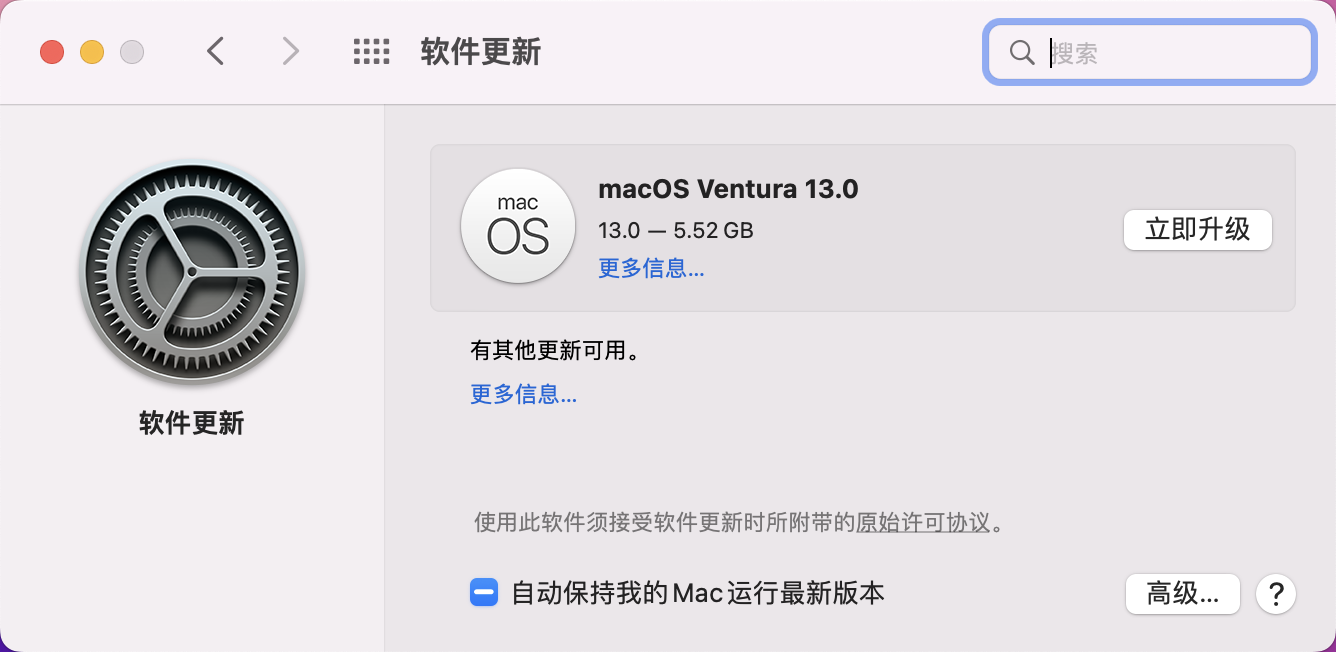 软件更新
搜索
mac
OS
macOS Ventura 13.0
13.0 — 5.52 GB
更多信息...
立即升级
软件更新
有其他更新可用。
更多信息...
使用此软件须接受软件更新时所附带的原始许可协议。
自动保持我的 Mac 运行最新版本
高级...
?